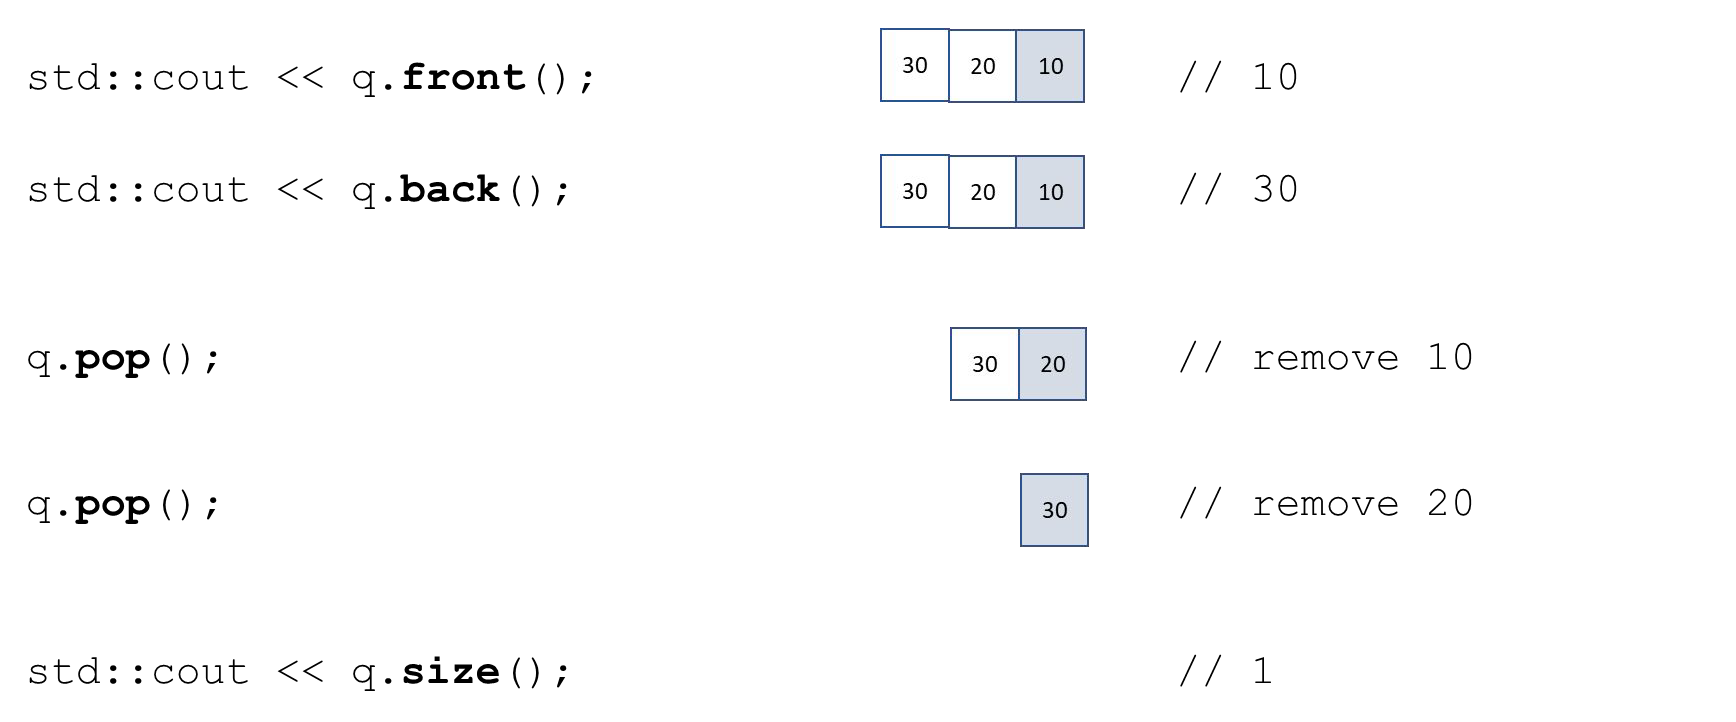 std::cout << q.front(); 30 20 10 // 10
std::cout << q.back(); 30 20 10 // 30
q.pop(); 30 20 // remove 10
q.pop(); 30 // remove 20
std::cout << q.size(); // 1